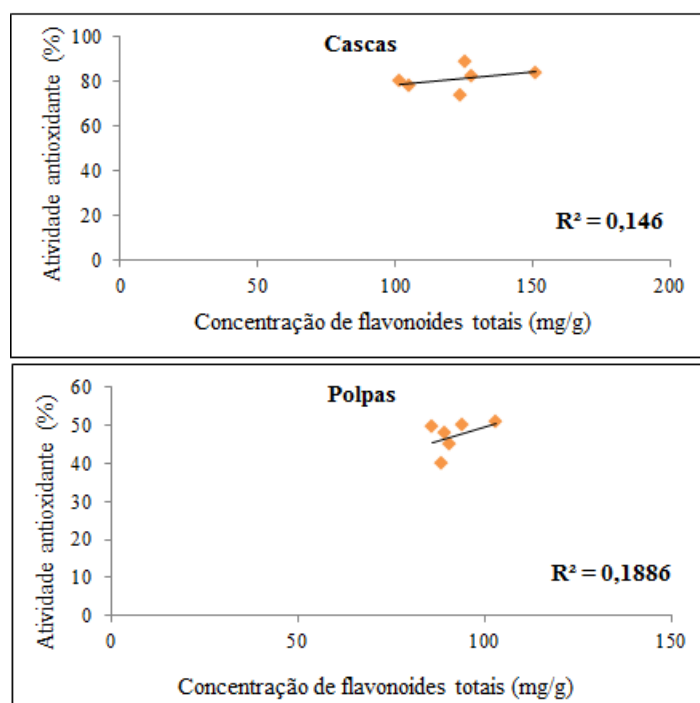 Cascas
Atividade antioxidante (%)
100
80
60
40
20
0
R² = 0,146
0 50 100 150 200
Concentração de flavonoides totais (mg/g)
Polpas
Atividade antioxidante (%)
60
50
40
30
20
10
0
R² = 0,1886
0 50 100 150
Concentração de flavonoides totais (mg/g)